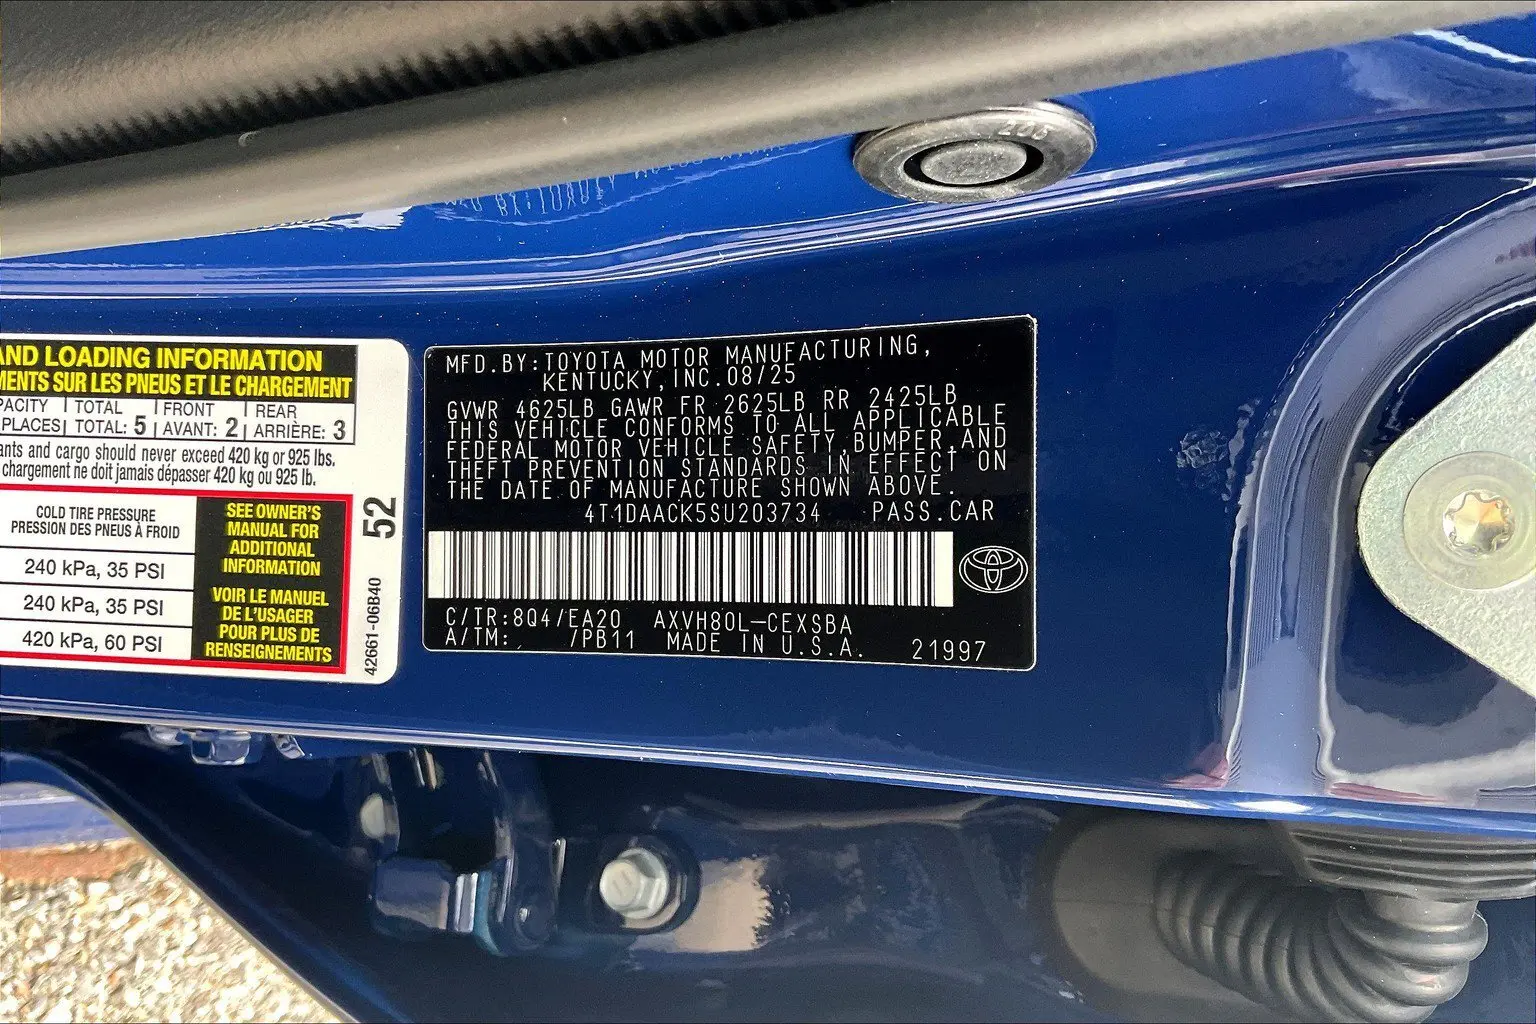 AND LOADING INFORMATION
MENTS SUR LES PNEUS ET LE CHARGEMENT
TOTAL FRONT REAR
PLACES TOTAL: 5 AVANT: 2 ARRIÈRE: 3
and cargo should never exceed 420 kg or 925 lbs.
chargement ne doit jamais dépasser 420 kg ou 925 lb.
COLD TIRE PRESSURE
PRESSION DES PNEUS À FROID
240 kPa, 35 PSI
240 kPa, 35 PSI
420 kPa, 60 PSI
SEE OWNER'S
MANUAL FOR
ADDITIONAL
INFORMATION
VOIR LE MANUEL
DE L'USAGER
POUR PLUS DE
RENSEIGNEMENTS
52
42661-06B40
MFD.BY:TOYOTA MOTOR MANUFACTURING,
KENTUCKY,INC.08/25
GVWR 4625LB GAWR FR 2625LB RR 2425LB
THIS VEHICLE CONFORMS TO ALL APPLICABLE
FEDERAL MOTOR VEHICLE SAFETY,BUMPER,AND
THEFT PREVENTION STANDARDS IN EFFECT ON
THE DATE OF MANUFACTURE SHOWN ABOVE.
4T1DAACK5SU203734 PASS.CAR
C/TR:8Q4/EA20 AXVH80L-CEXSBA
A/TM: /PB11 MADE IN U.S.A. 21997